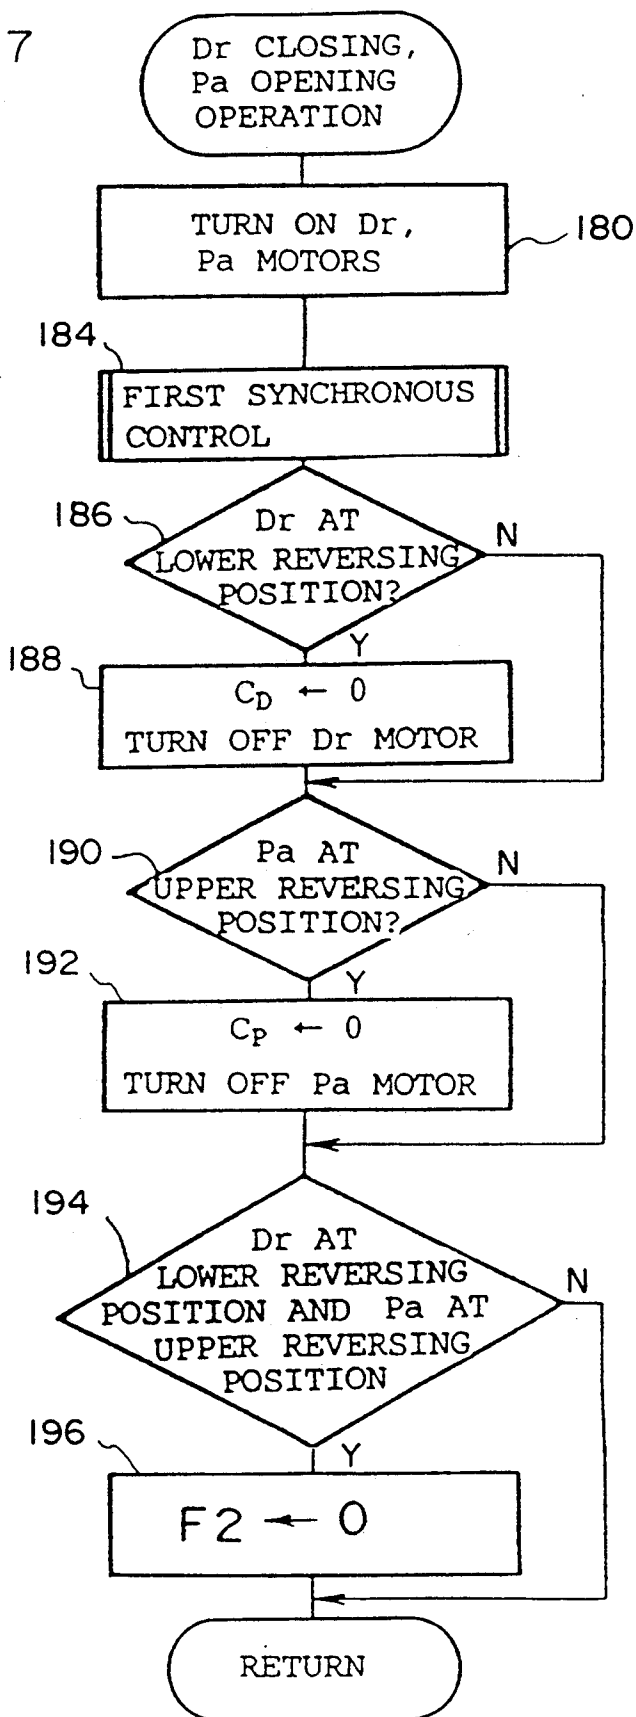 7
Dr CLOSING,
Pa OPENING
OPERATION
TURN ON Dr,
Pa MOTORS
180
184
FIRST SYNCHRONOUS
CONTROL
186
Dr AT
LOWER REVERSING
POSITION?
N
Y
188
CD ← 0
TURN OFF Dr MOTOR
190
Pa AT
UPPER REVERSING
POSITION?
N
Y
192
CP ← 0
TURN OFF Pa MOTOR
194
Dr AT
LOWER REVERSING
POSITION AND Pa AT
UPPER REVERSING
POSITION
N
Y
196
F2 ← 0
RETURN